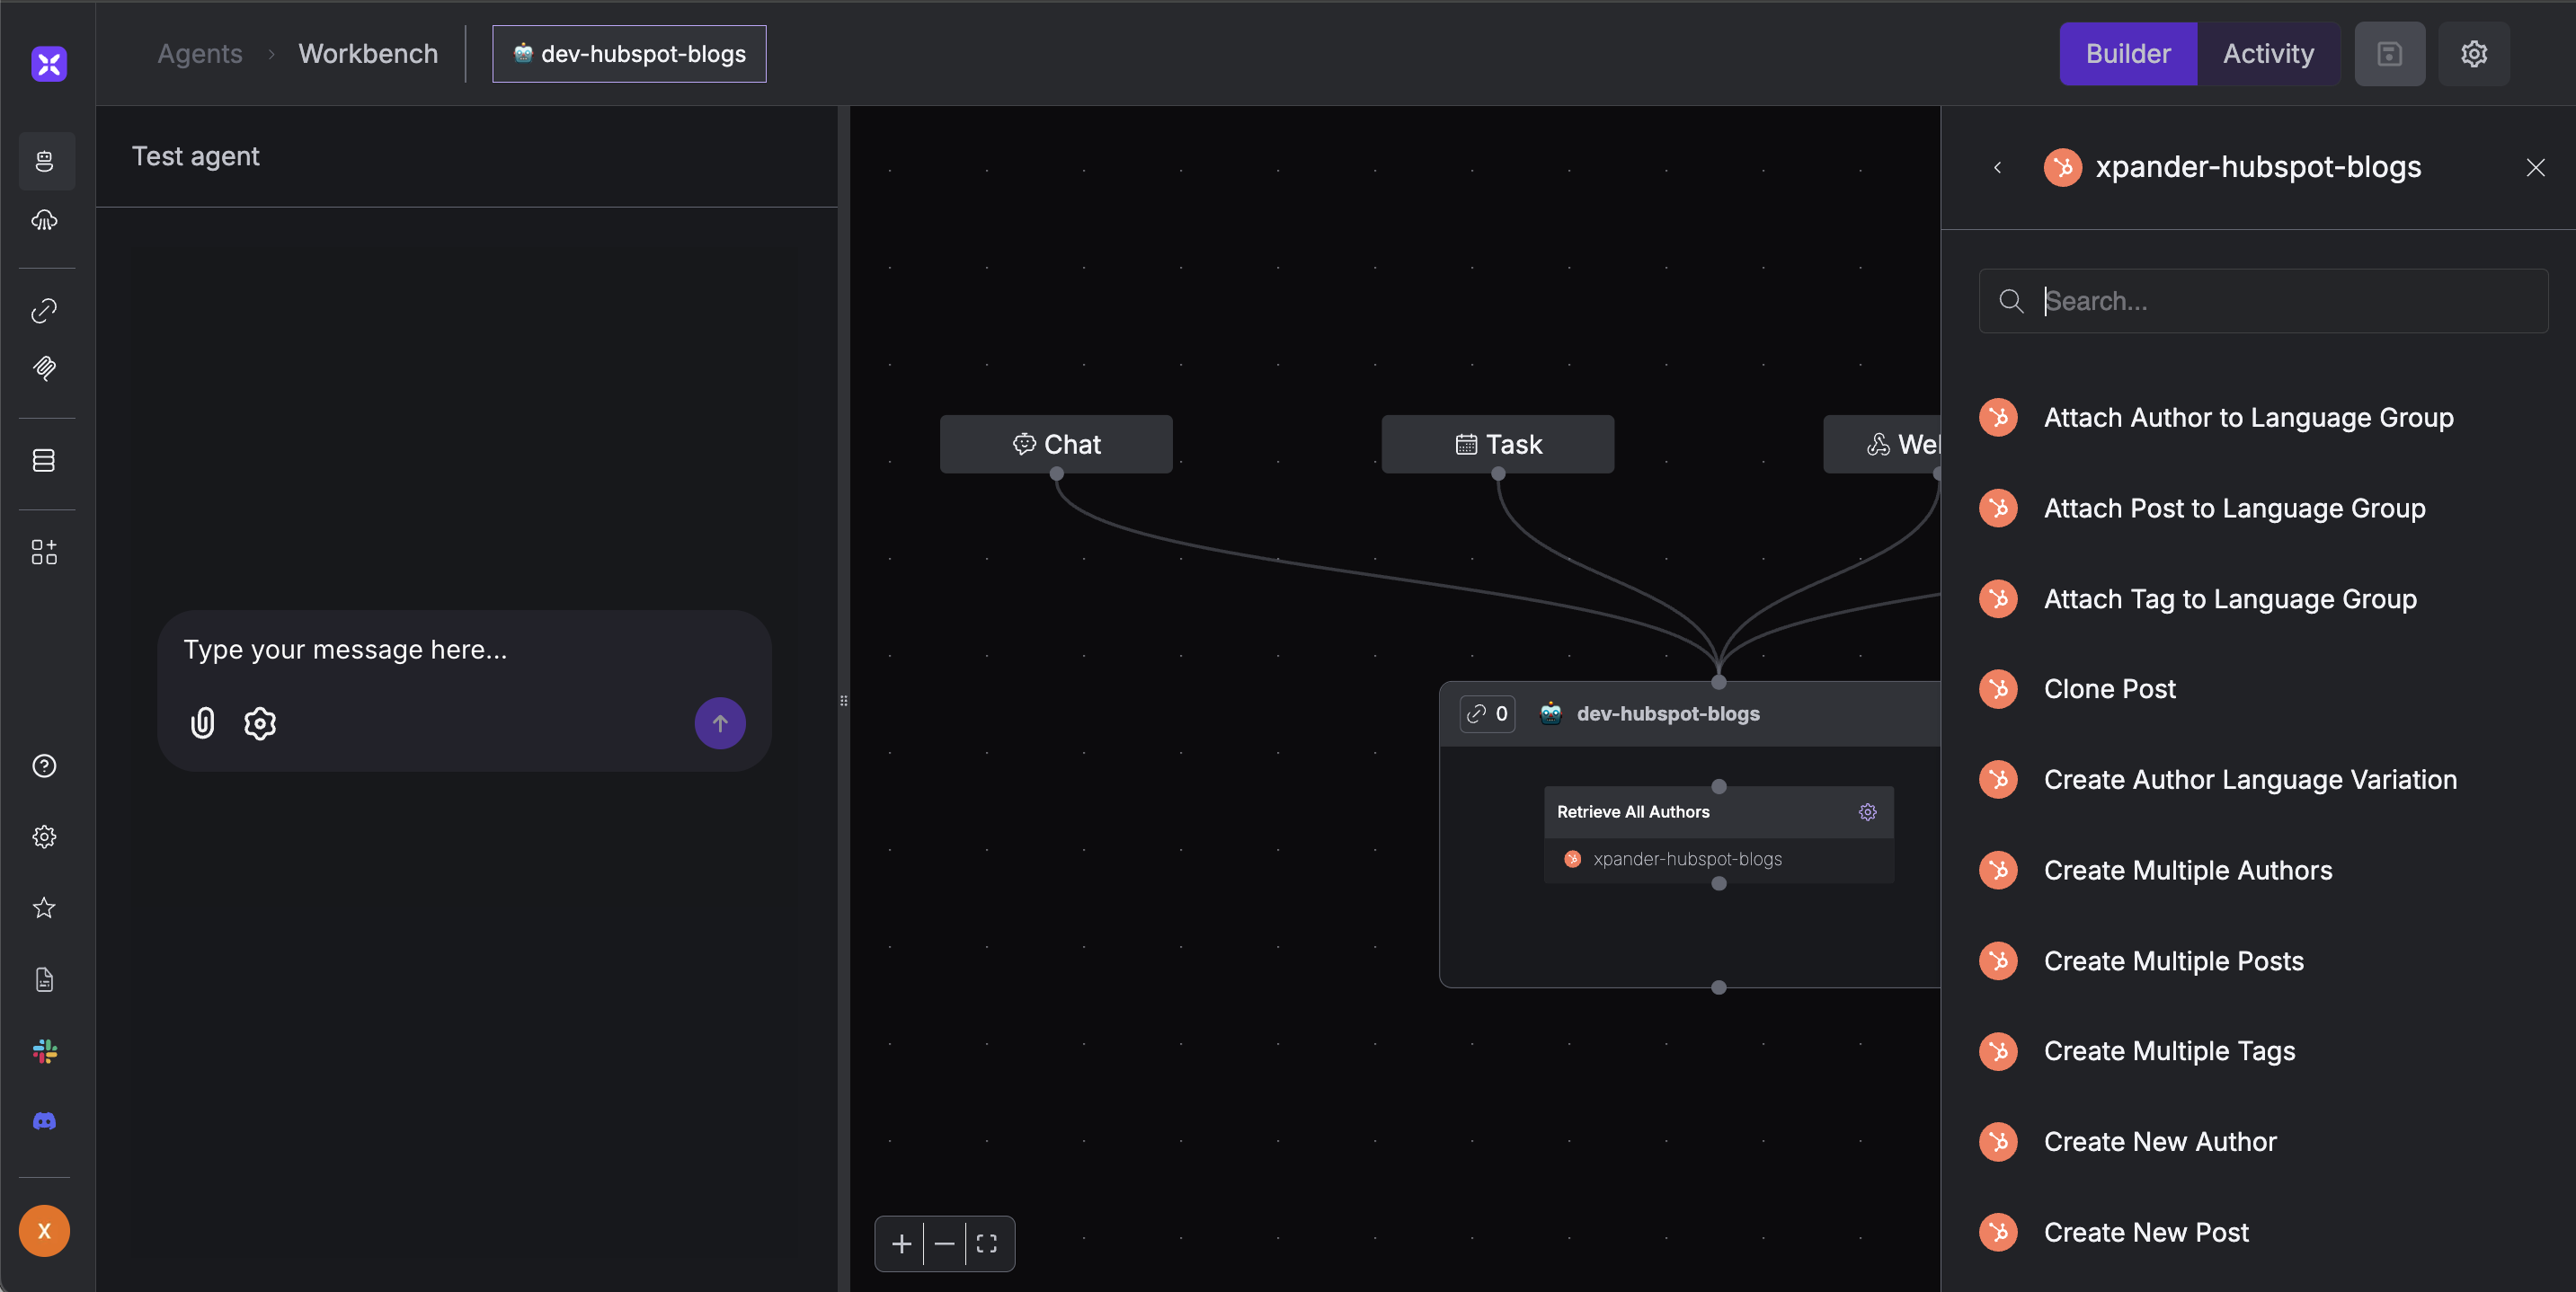 Agents
Workbench
dev-hubspot-blogs
Builder
Activity
Test agent
Type your message here...
X
Chat
Task
0
dev-hubspot-blogs
Retrieve All Authors
xpander-hubspot-blogs
xpander-hubspot-blogs
Search...
Attach Author to Language Group
Attach Post to Language Group
Attach Tag to Language Group
Clone Post
Create Author Language Variation
Create Multiple Authors
Create Multiple Posts
Create Multiple Tags
Create New Author
Create New Post